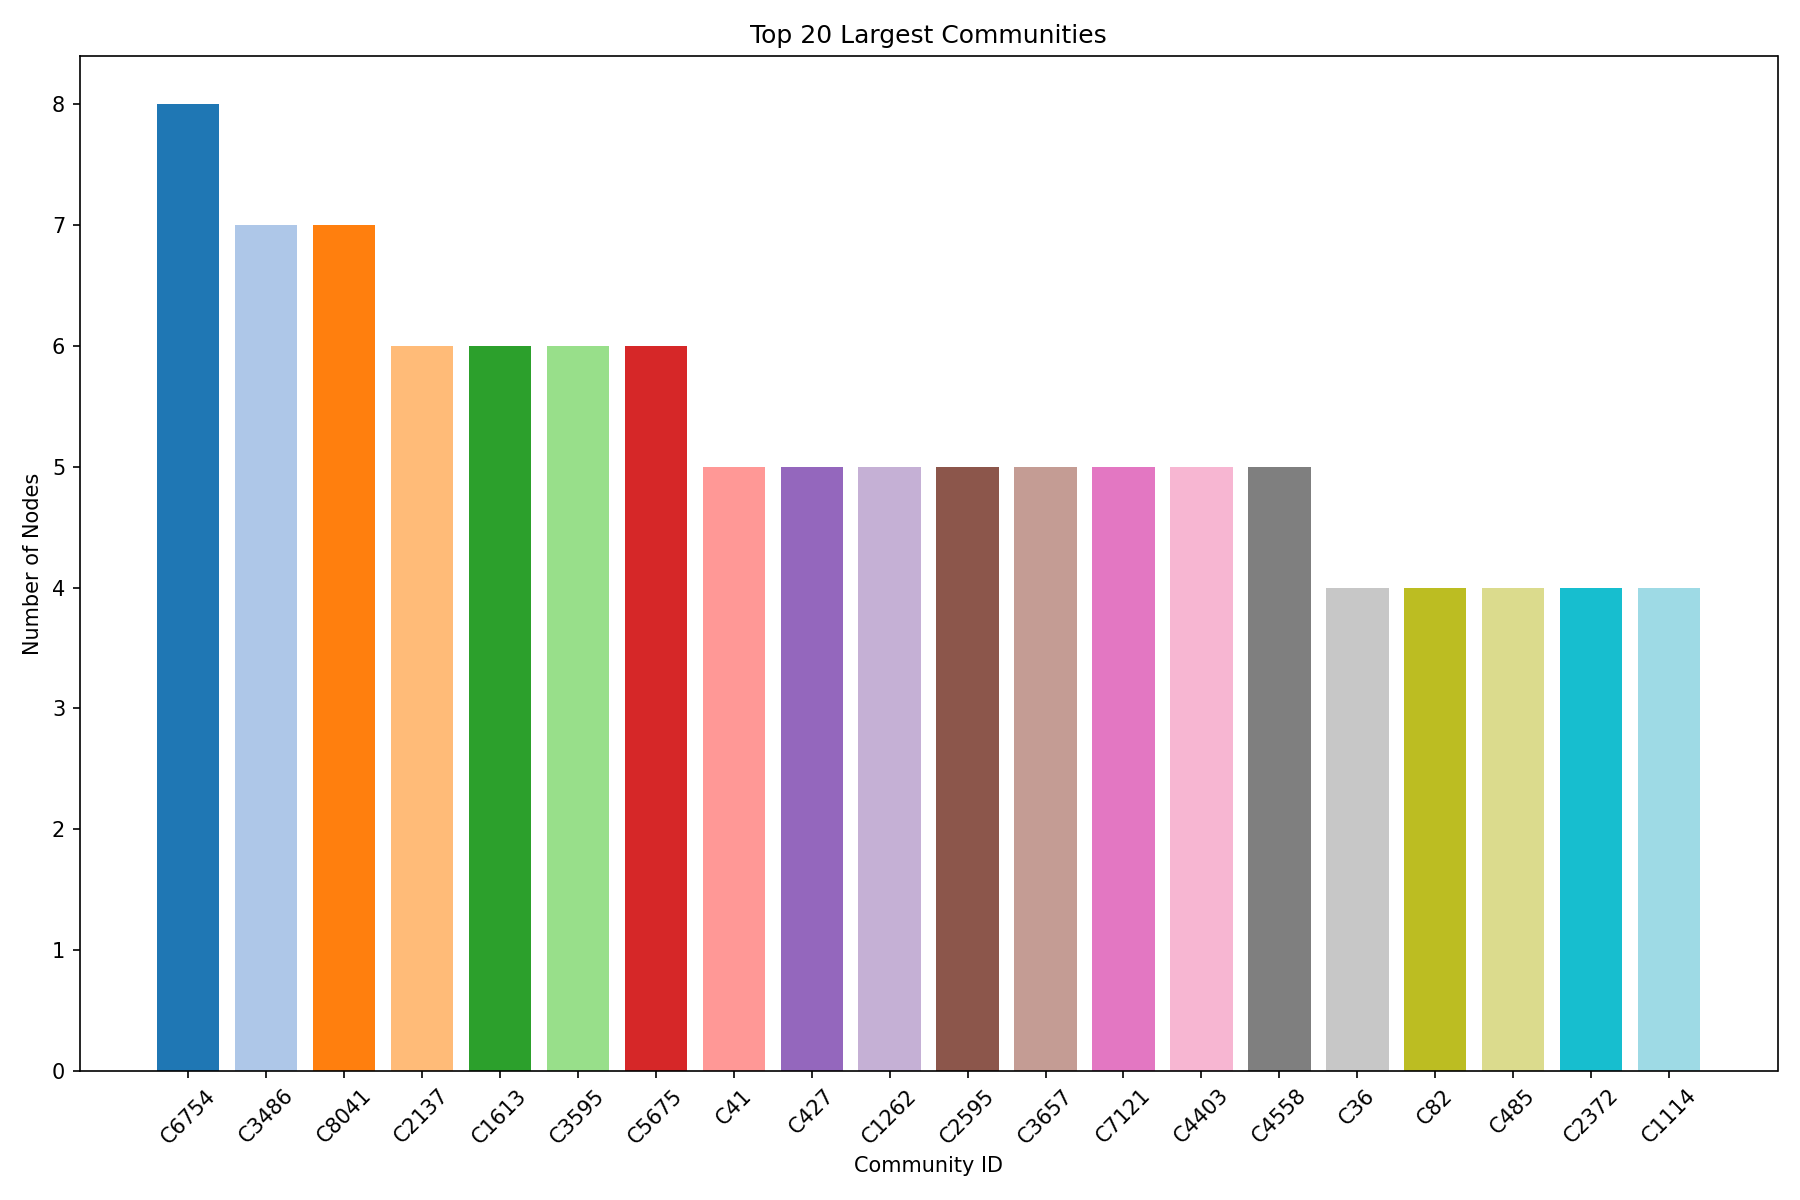 Top 20 Largest Communities
Number of Nodes
8
7
6
5
4
3
2
1
0
C6754
C3486
C8041
C2137
C1613
C3595
C5675
C41
C427
C1262
C2595
C3657
C7121
C4403
C4558
C36
C82
C485
C2372
C1114
Community ID